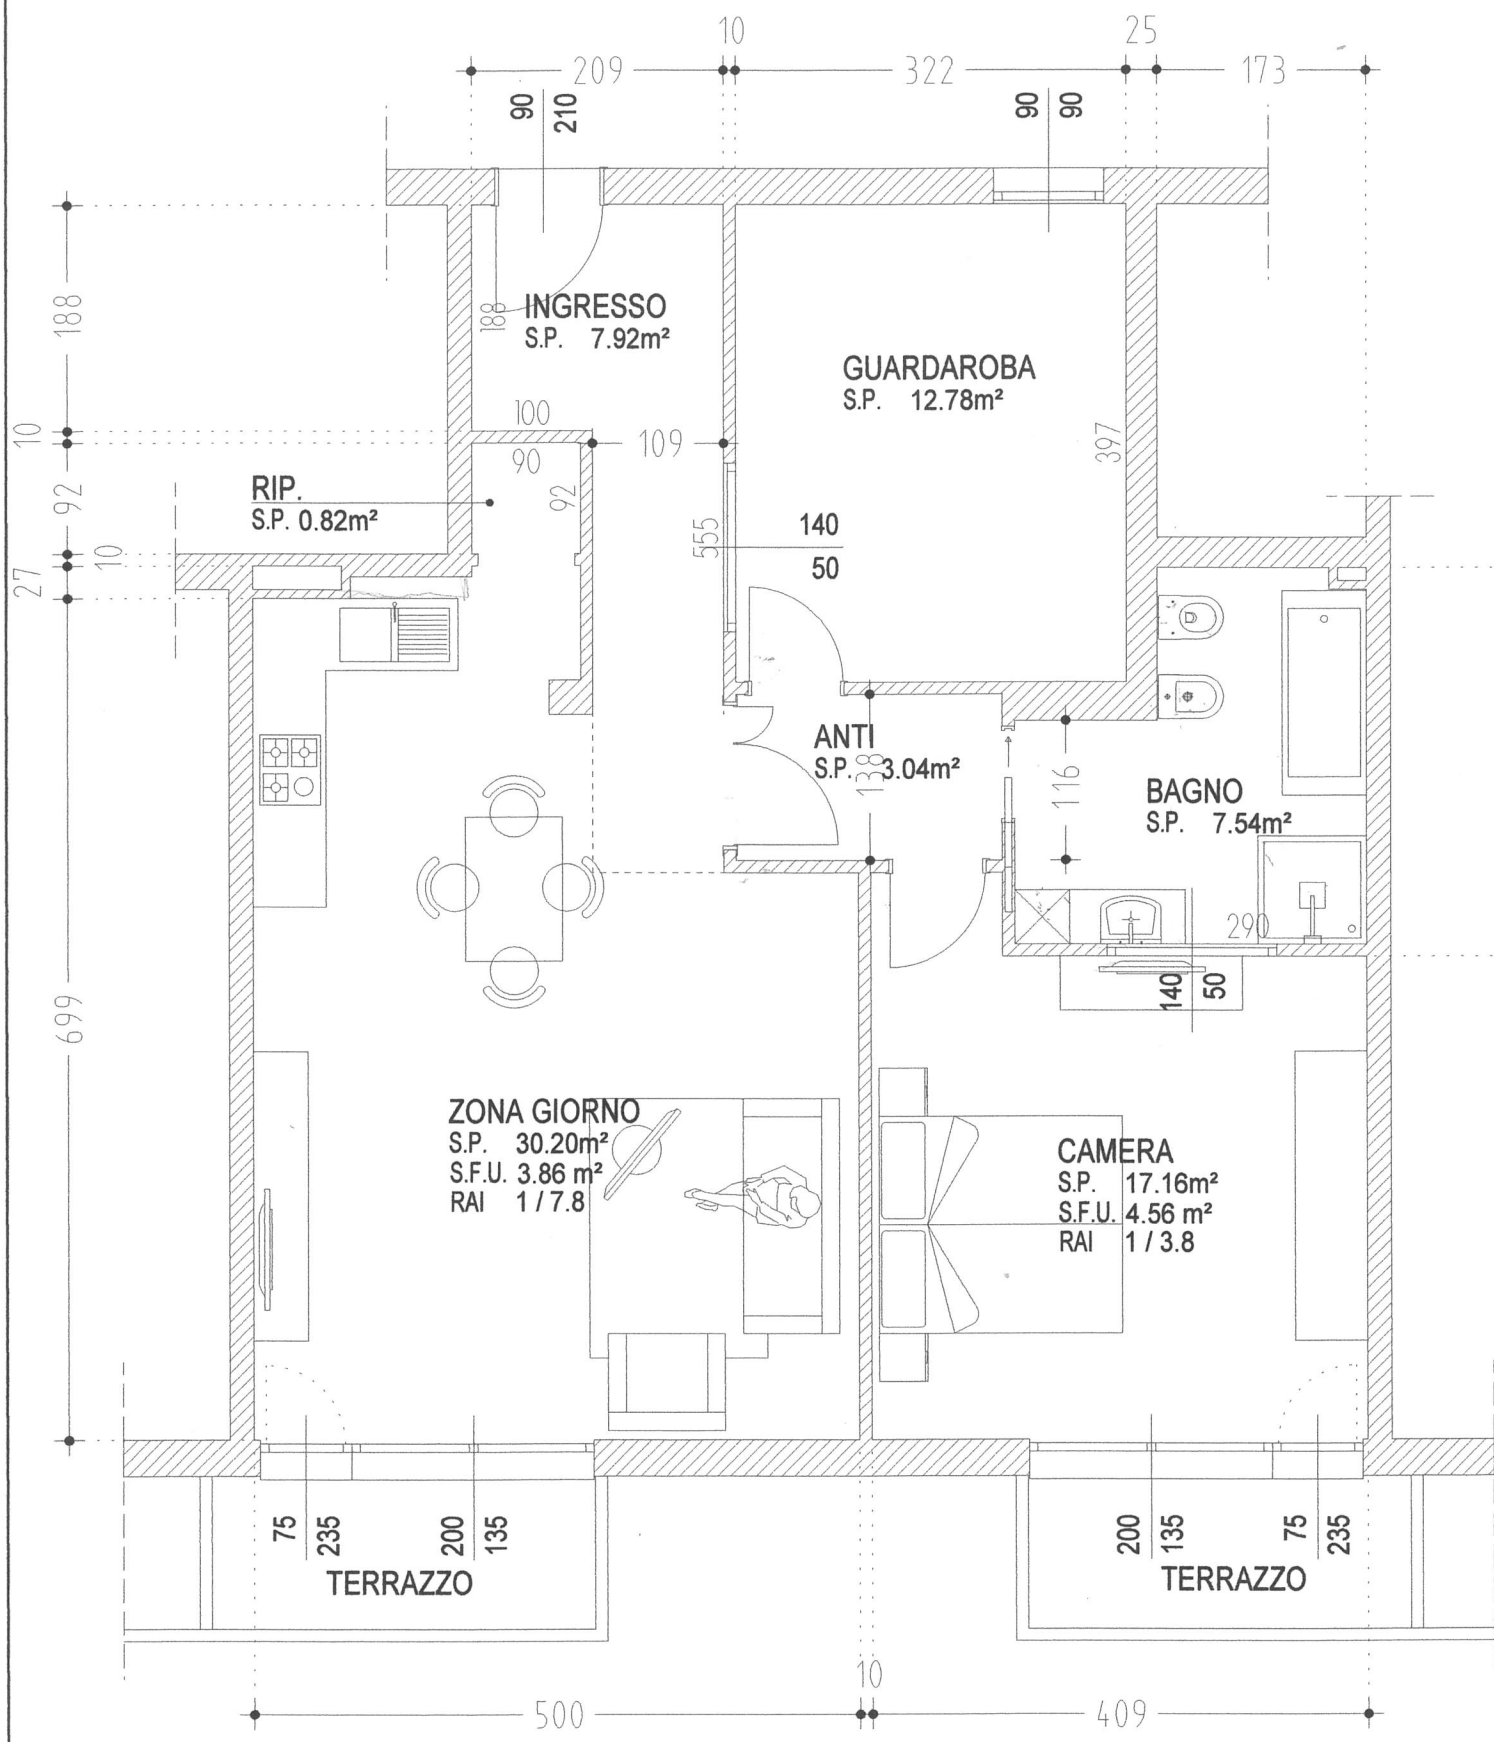 10
25
209
322
173
90
210
90
90
188
188
INGRESSO
S.P. 7.92m²
GUARDAROBA
S.P. 12.78m²
100
109
10
90
397
RIP.
S.P. 0.82m²
92
92
555
140
50
10
27
ANTI
S.P. 3.04m²
138
116
BAGNO
S.P. 7.54m²
290
140
50
699
ZONA GIORNO
S.P. 30.20m²
S.F.U. 3.86 m²
RAI 1 / 7.8
CAMERA
S.P. 17.16m²
S.F.U. 4.56 m²
RAI 1 / 3.8
75
235
200
135
200
135
75
235
TERRAZZO
TERRAZZO
10
500
409